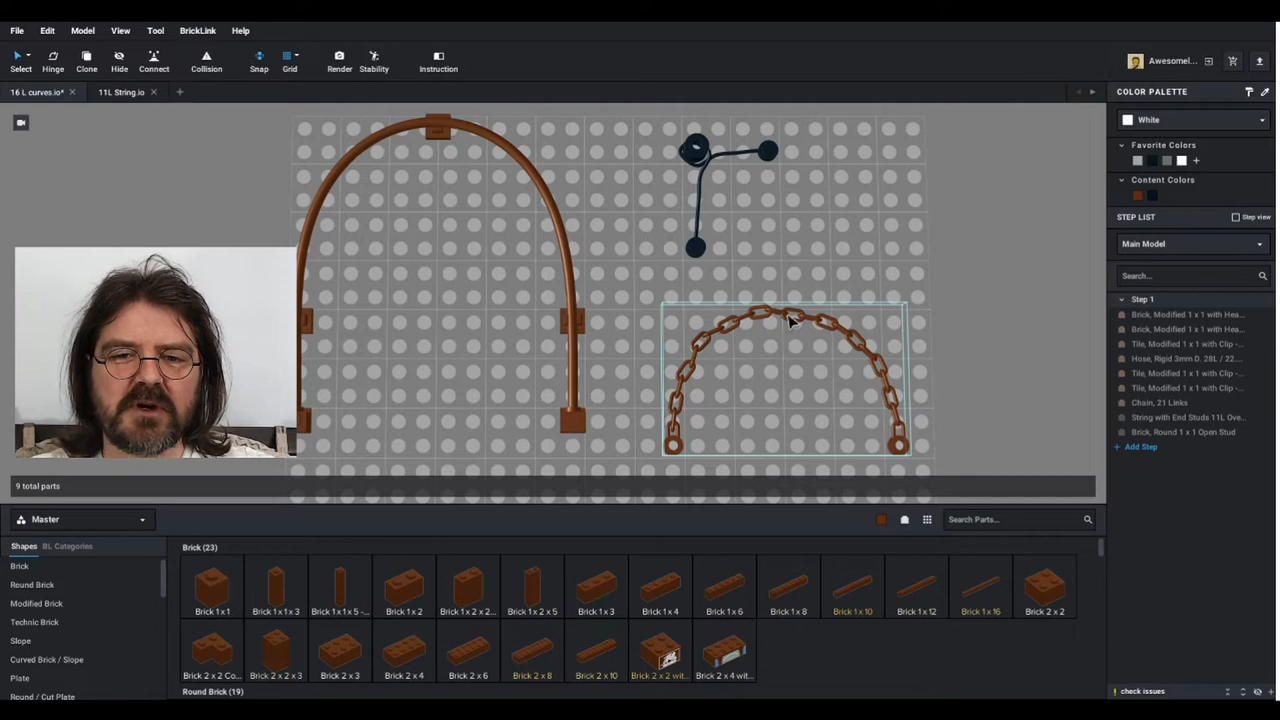 File Edit Model View Tool BrickLink Help
Select Hinge Clone Hide Connect Collision Snap Grid Render Stability Instruction
Awesomel...
16 L curves.io* 11L String.io
COLOR PALETTE
White
Favorite Colors
Content Colors
STEP LIST
Step view
Main Model
Search...
Step 1
Brick, Modified 1 x 1 with Hea...
Brick, Modified 1 x 1 with Hea...
Tile, Modified 1 x 1 with Clip -...
Hose, Rigid 3mm D. 28L / 22....
Tile, Modified 1 x 1 with Clip -...
Tile, Modified 1 x 1 with Clip -...
Chain, 21 Links
String with End Studs 11L Ove...
Brick, Round 1 x 1 Open Stud
+ Add Step
9 total parts
Master
Search Parts...
Shapes BL Categories
Brick
Round Brick
Modified Brick
Technic Brick
Slope
Curved Brick / Slope
Plate
Round / Cut Plate
Brick (23)
Brick 1 x 1 Brick 1 x 1 x 3 Brick 1 x 1 x 5 -... Brick 1 x 2 Brick 1 x 2 x 2... Brick 1 x 2 x 5 Brick 1 x 3 Brick 1 x 4 Brick 1 x 6 Brick 1 x 8 Brick 1 x 10 Brick 1 x 12 Brick 1 x 16 Brick 2 x 2
Brick 2 x 2 Co... Brick 2 x 2 x 3 Brick 2 x 3 Brick 2 x 4 Brick 2 x 6 Brick 2 x 8 Brick 2 x 10 Brick 2 x 2 wit... Brick 2 x 4 wit...
Round Brick (19)
check issues